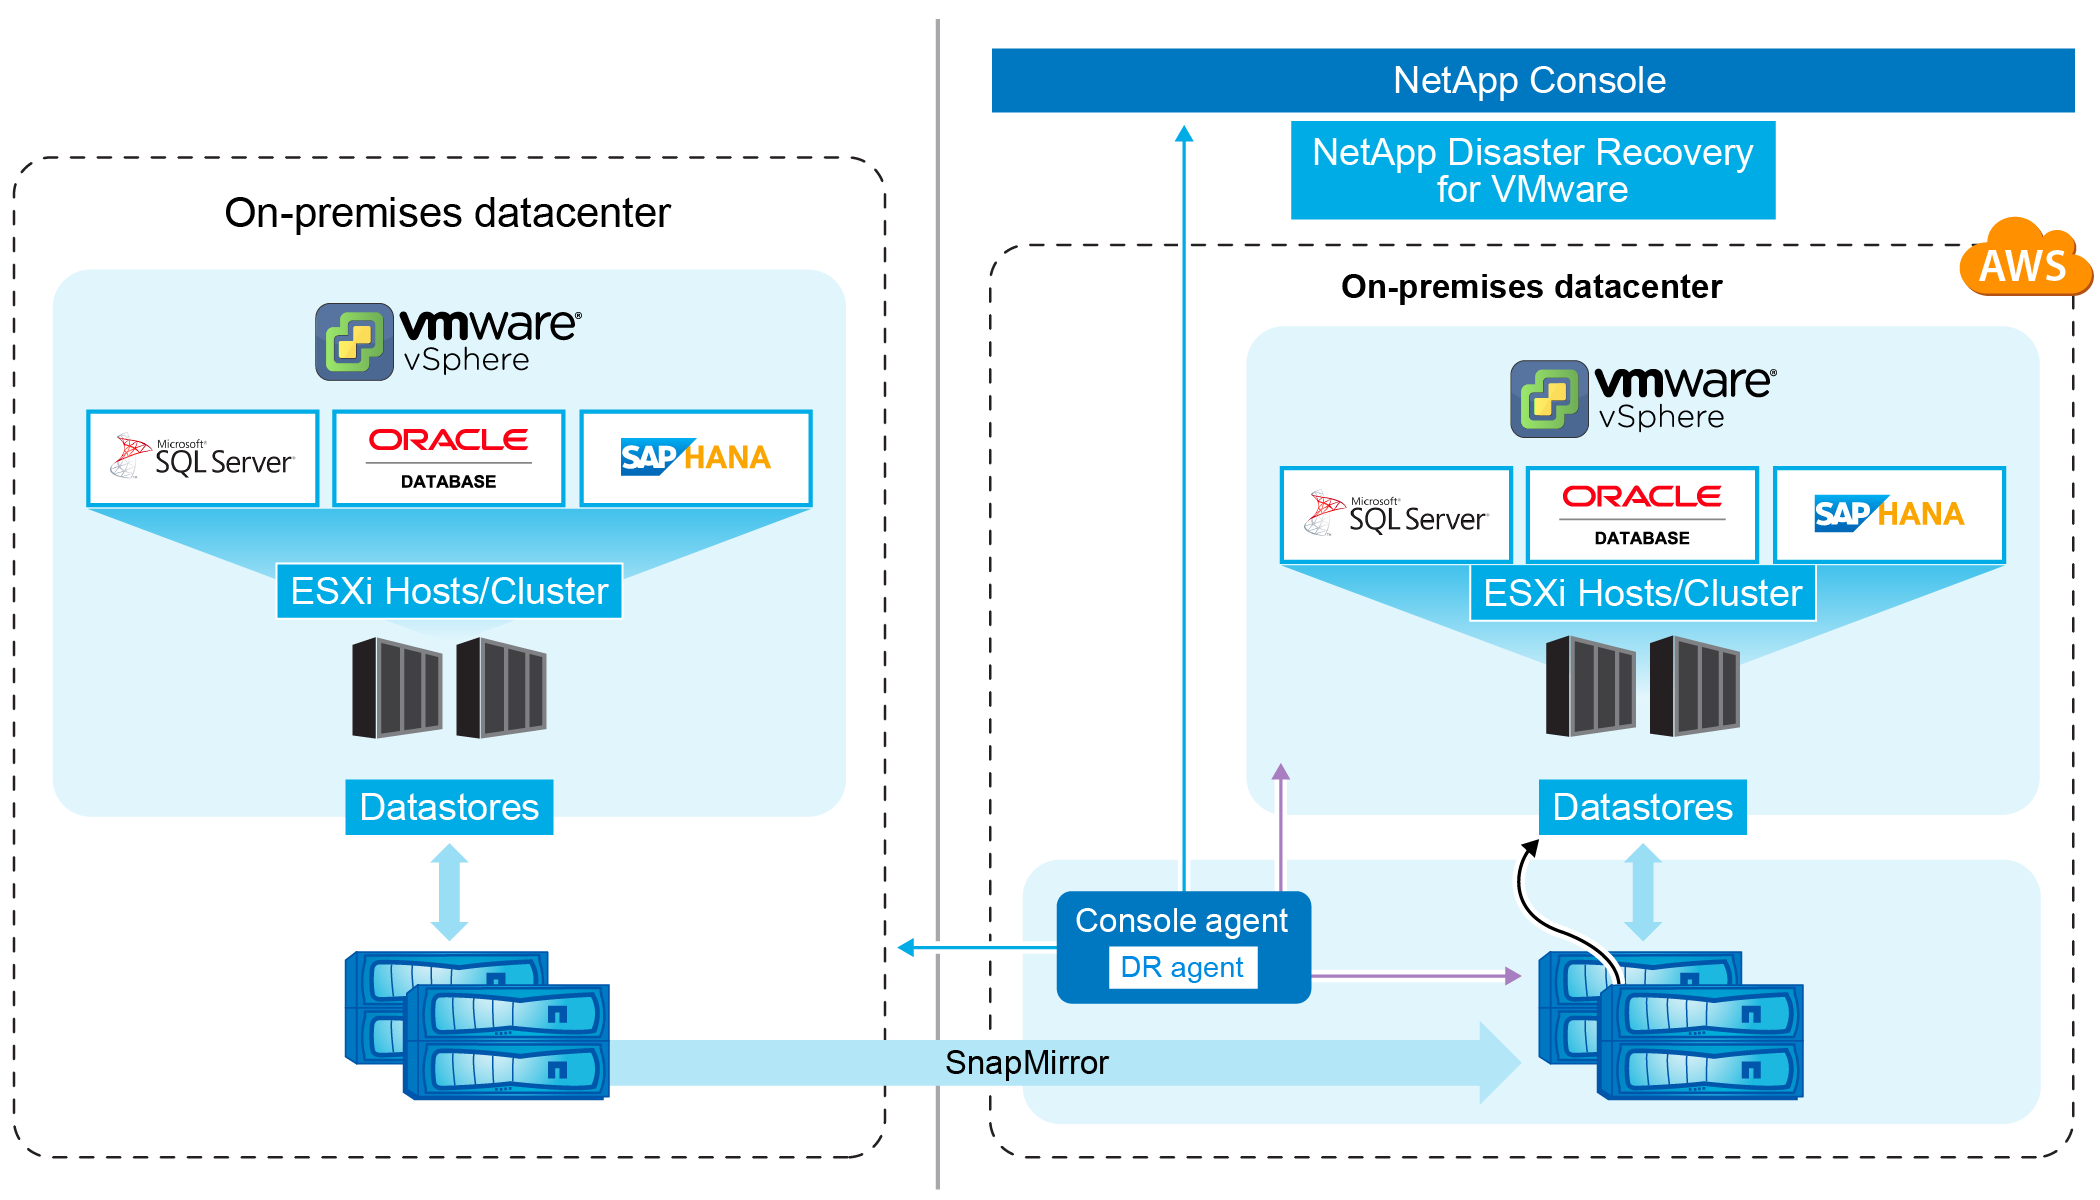 NetApp Console
NetApp Disaster Recovery
for VMware
On-premises datacenter
vmware®
vSphere
Microsoft®
SQL Server®
ORACLE
DATABASE
SAP HANA
ESXi Hosts/Cluster
Datastores
AWS
On-premises datacenter
vmware®
vSphere
Microsoft®
SQL Server®
ORACLE
DATABASE
SAP HANA
ESXi Hosts/Cluster
Datastores
Console agent
DR agent
SnapMirror